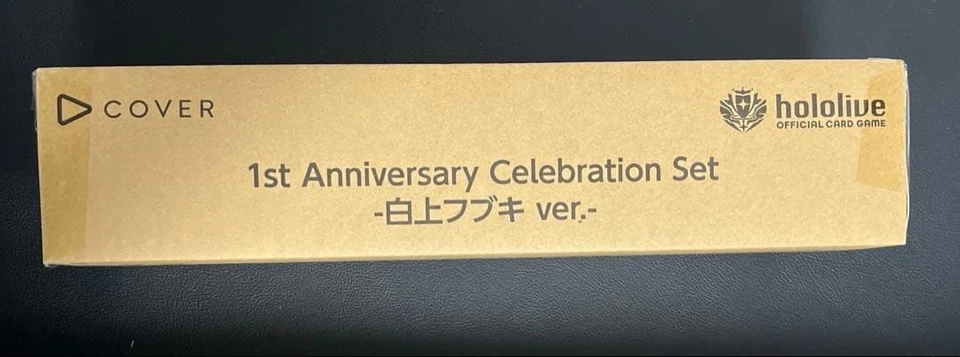 COVER
hololive
OFFICIAL CARD GAME
1st Anniversary Celebration Set
-白上フブキ ver.-